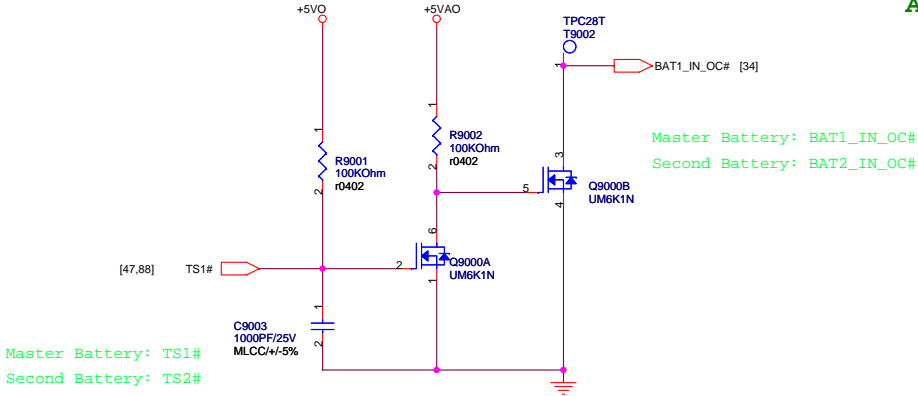 +5VO
+5VAO
TPC28T
T9002
A
1
BAT1_IN_OC# [34]
1
1
R9002
100KOhm
r0402
2
Master Battery: BAT1_IN_OC#
Second Battery: BAT2_IN_OC#
R9001
100KOhm
r0402
2
3
5
Q9000B
UM6K1N
4
6
[47,88] TS1#
2
Q9000A
UM6K1N
1
1
C9003
1000PF/25V
MLCC/+/-5%
2
Master Battery: TS1#
Second Battery: TS2#